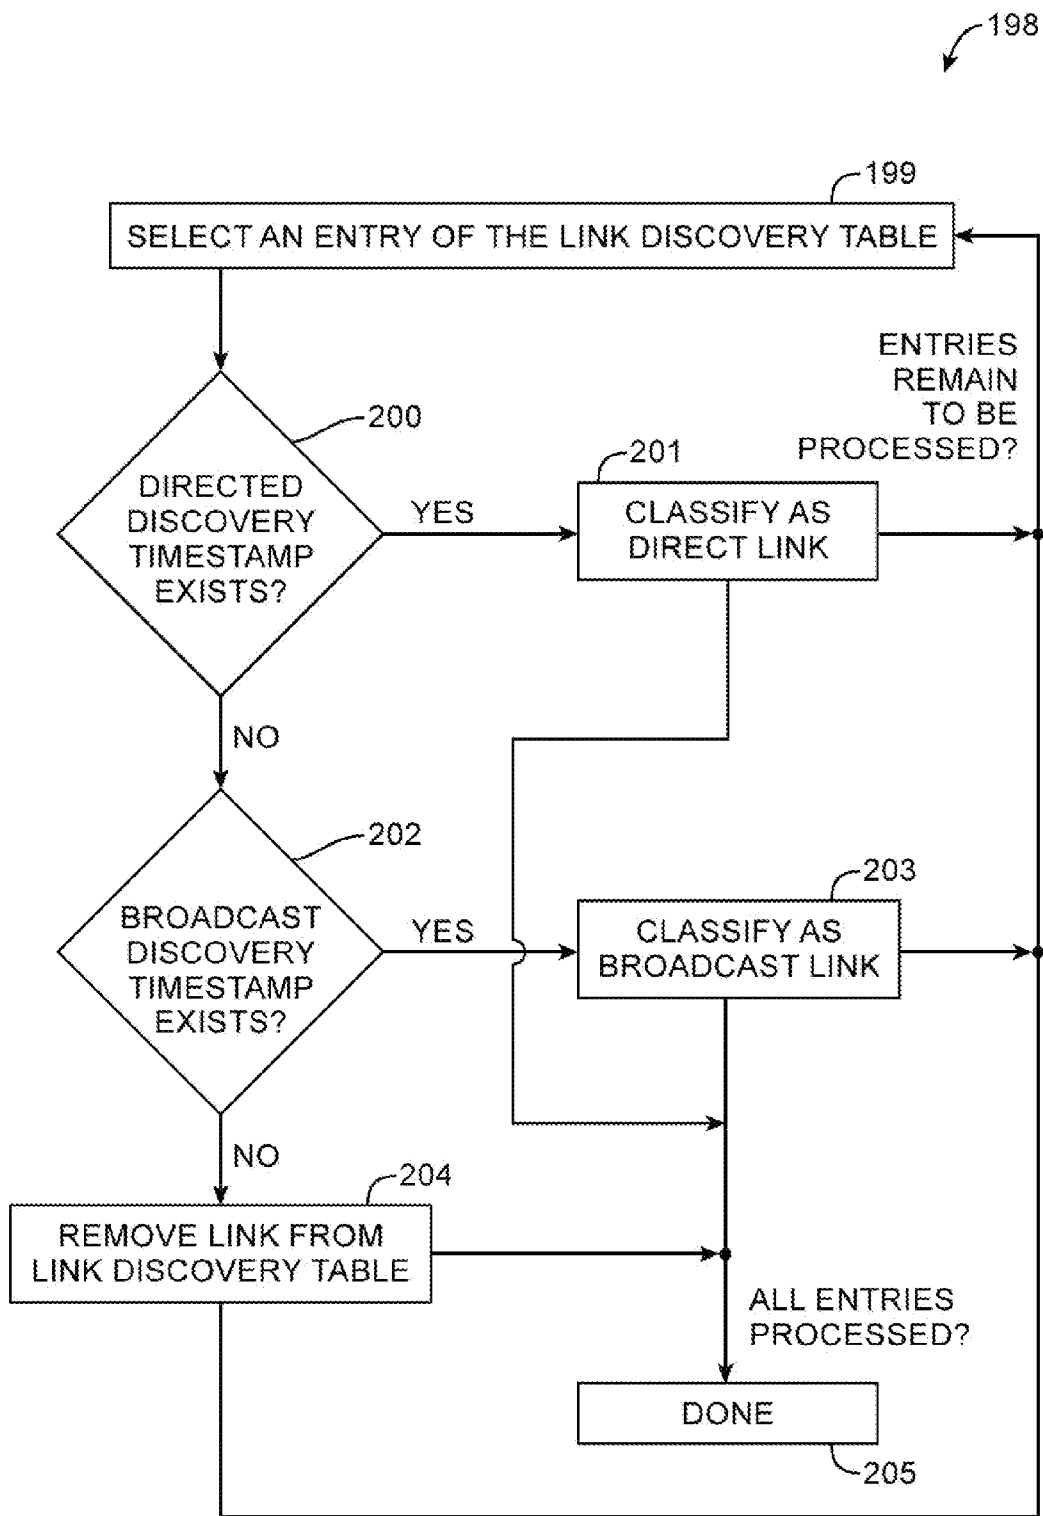 198
199
SELECT AN ENTRY OF THE LINK DISCOVERY TABLE
ENTRIES
REMAIN
TO BE
PROCESSED?
200
DIRECTED
DISCOVERY
TIMESTAMP
EXISTS?
YES
201
CLASSIFY AS
DIRECT LINK
NO
202
BROADCAST
DISCOVERY
TIMESTAMP
EXISTS?
YES
203
CLASSIFY AS
BROADCAST LINK
NO
204
REMOVE LINK FROM
LINK DISCOVERY TABLE
ALL ENTRIES
PROCESSED?
DONE
205